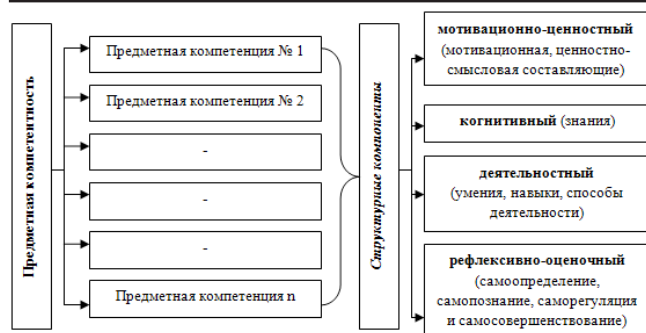 Предметная компетентность
Предметная компетенция № 1
Предметная компетенция № 2
-
-
-
Предметная компетенция n
Структурные компоненты
мотивационно-ценностный
(мотивационная, ценностно-
смысловая составляющие)
когнитивный (знания)
деятельностный
(умения, навыки, способы
деятельности)
рефлексивно-оценочный
(самоопределение,
самопознание, саморегуляция
и самосовершенствование)